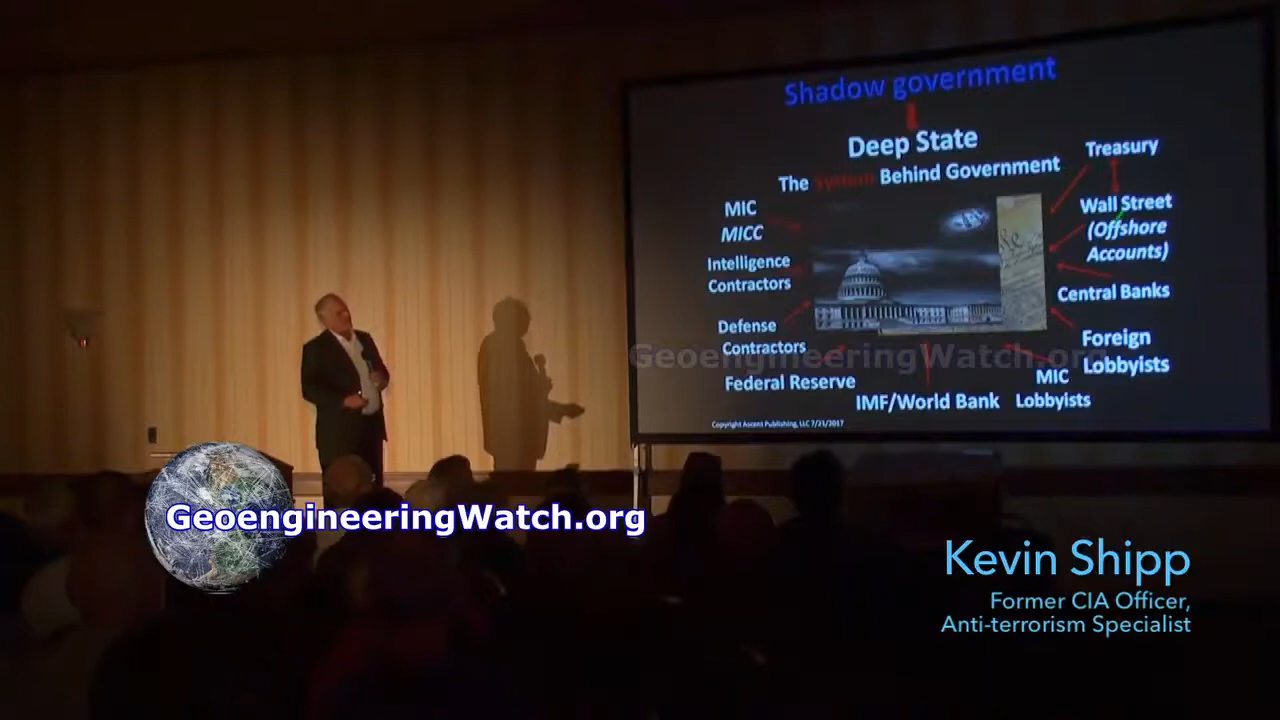 Shadow government
Deep State
The System Behind Government
Treasury
MIC
MICC
Wall Street
(Offshore
Accounts)
Intelligence
Contractors
Central Banks
Defense
Contractors
Foreign
Lobbyists
GeoengineeringWatch.org
Federal Reserve
IMF/World Bank
MIC
Lobbyists
Copyright Ascent Publishing, LLC 7/21/2017
GeoengineeringWatch.org
Kevin Shipp
Former CIA Officer,
Anti-terrorism Specialist